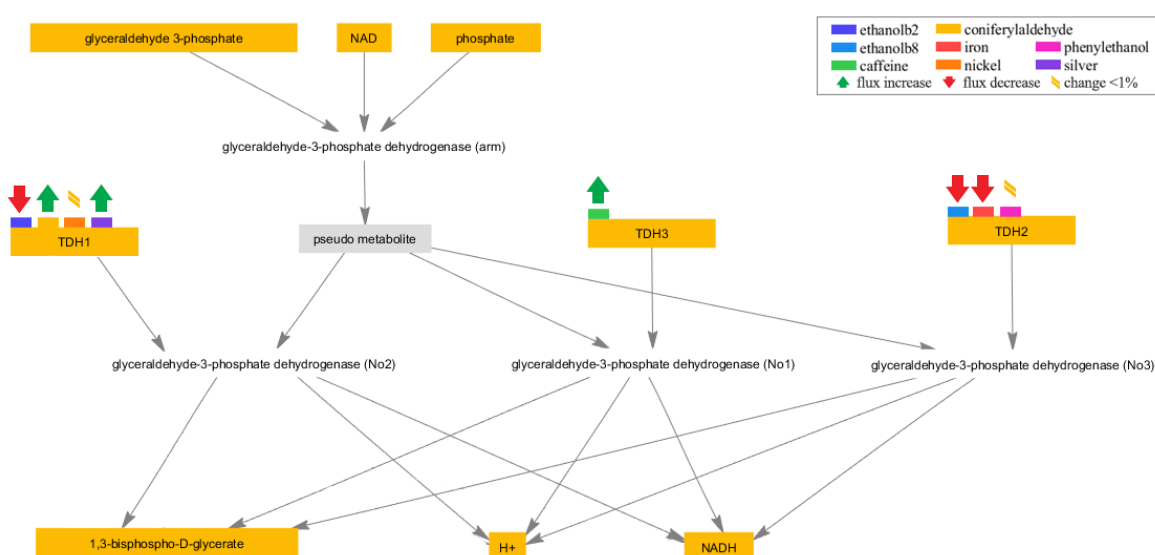 glyceraldehyde 3-phosphate NAD phosphate
ethanolb2 coniferylaldehyde
ethanolb8 iron phenylethanol
caffeine nickel silver
flux increase flux decrease change <1%
glyceraldehyde-3-phosphate dehydrogenase (arm)
TDH1 pseudo metabolite TDH3 TDH2
glyceraldehyde-3-phosphate dehydrogenase (No2) glyceraldehyde-3-phosphate dehydrogenase (No1) glyceraldehyde-3-phosphate dehydrogenase (No3)
1,3-bisphospho-D-glycerate H+ NADH